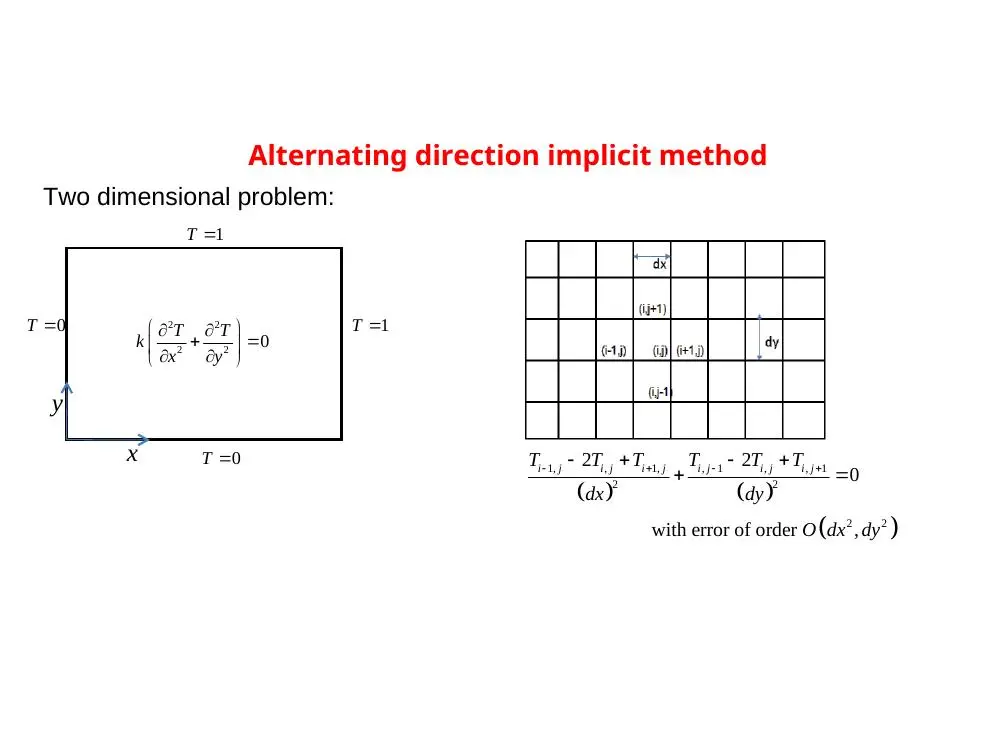 Alternating direction implicit method
Two dimensional problem:
T =1
T =0
k ( ∂²T/∂x² + ∂²T/∂y² ) =0
T =1
y
x
T =0
dx
(i,j+1)
(i-1,j) (i,j) (i+1,j)
dy
(i,j-1)
(T_{i-1, j} - 2T_{i, j} + T_{i+1, j})/(dx)² + (T_{i, j-1} - 2T_{i, j} + T_{i, j+1})/(dy)² =0
with error of order O(dx², dy²)